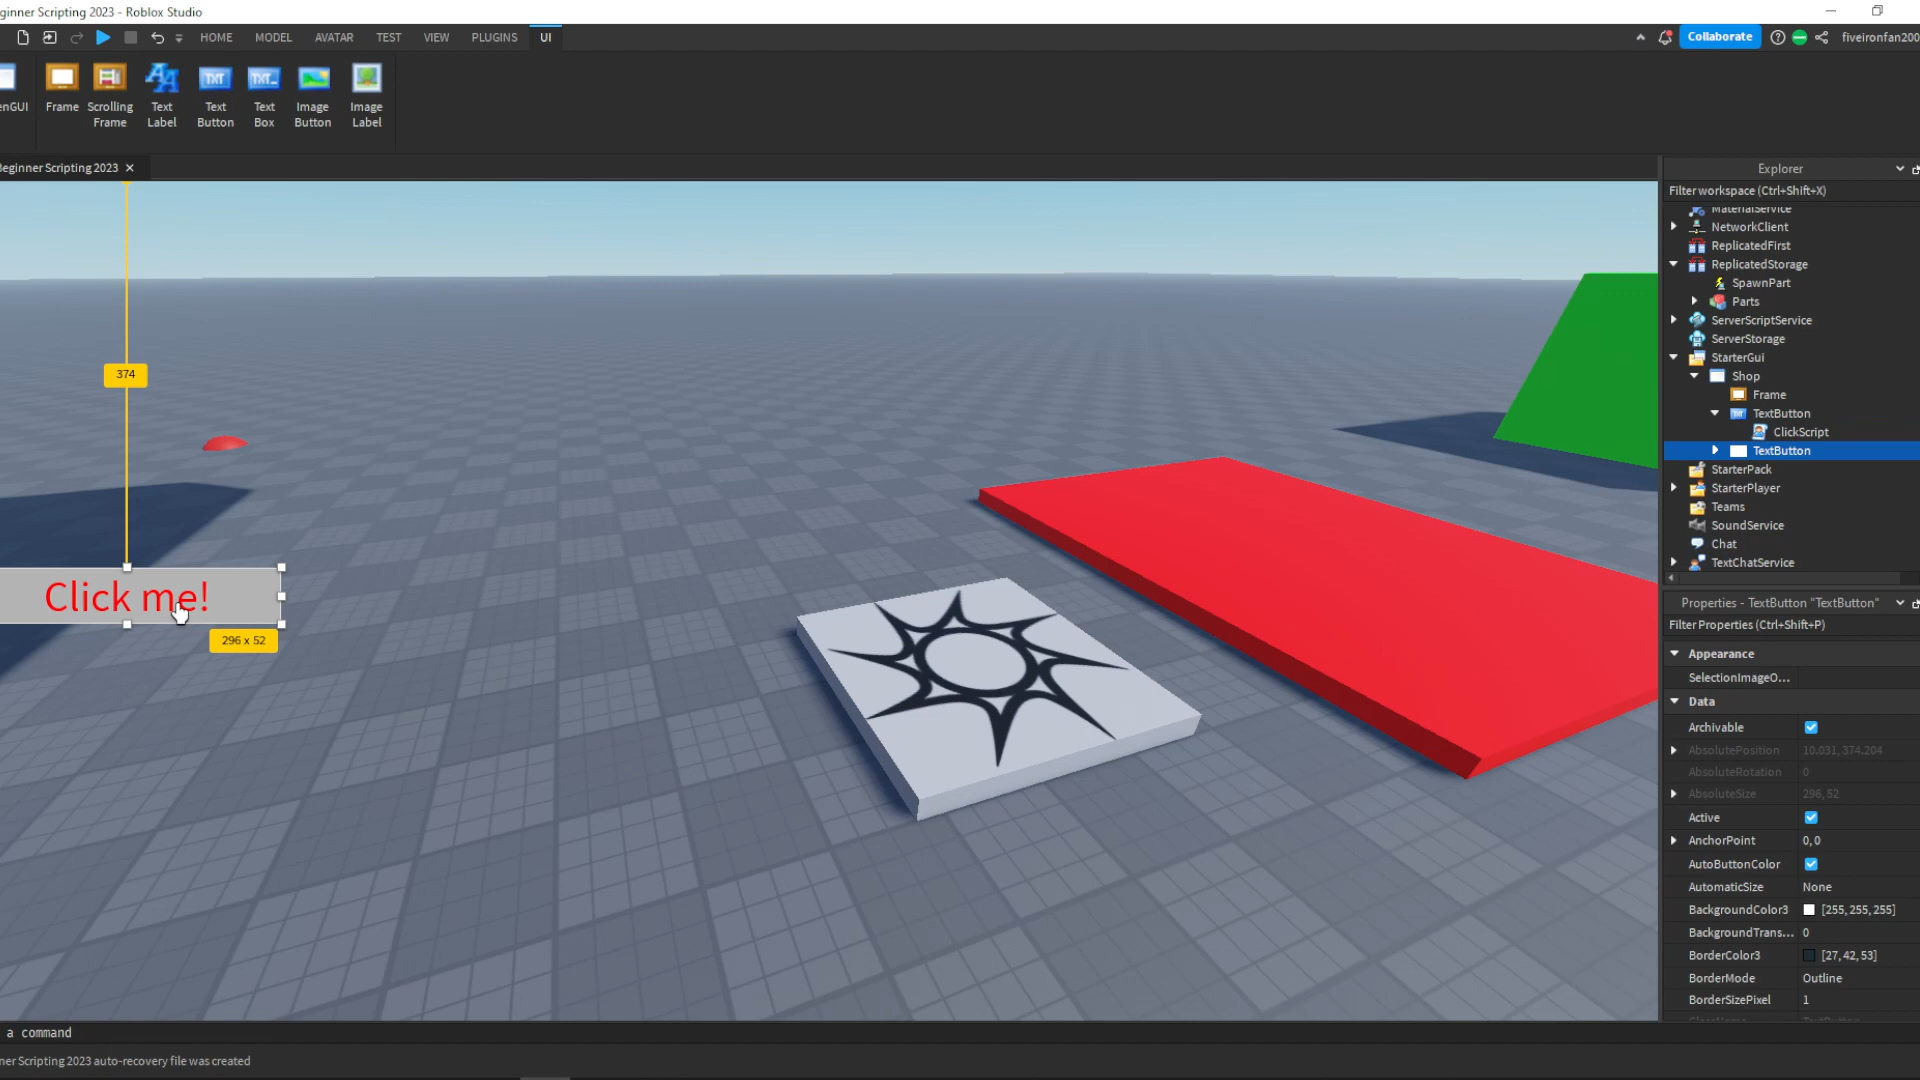 ginner Scripting 2023 - Roblox Studio
HOME MODEL AVATAR TEST VIEW PLUGINS UI
Collaborate fiveironfan200
enGUI
Frame
Scrolling Frame
Text Label
Text Button
Text Box
Image Button
Image Label
TXT
TXT
Beginner Scripting 2023
Explorer
Filter workspace (Ctrl+Shift+X)
MaterialService
NetworkClient
ReplicatedFirst
ReplicatedStorage
SpawnPart
Parts
ServerScriptService
ServerStorage
StarterGui
Shop
Frame
TextButton
ClickScript
TextButton
StarterPack
StarterPlayer
Teams
SoundService
Chat
TextChatService
374
Click me!
296 x 52
Properties - TextButton "TextButton"
Filter Properties (Ctrl+Shift+P)
Appearance
SelectionImageO...
Data
Archivable
AbsolutePosition 10.031, 374.204
AbsoluteRotation 0
AbsoluteSize 296, 52
Active
AnchorPoint 0, 0
AutoButtonColor
AutomaticSize None
BackgroundColor3 [255, 255, 255]
BackgroundTrans... 0
BorderColor3 [27, 42, 53]
BorderMode Outline
BorderSizePixel 1
a command
ner Scripting 2023 auto-recovery file was created